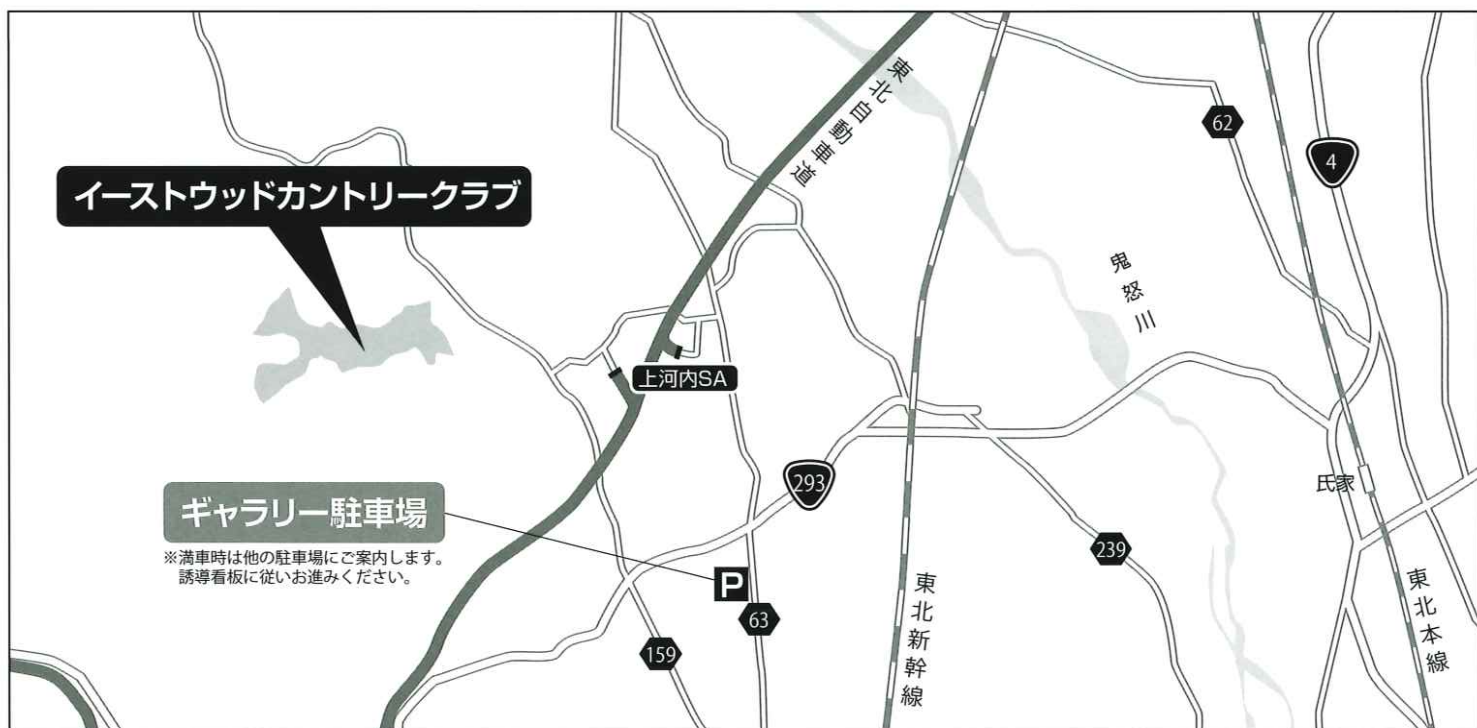 東北自動車道
62
4
イーストウッドカントリークラブ
鬼怒川
上河内SA
293
氏家
ギャラリー駐車場
※満車時は他の駐車場にご案内します。
誘導看板に従いお進みください。
239
P
63
159
東北新幹線
東北本線